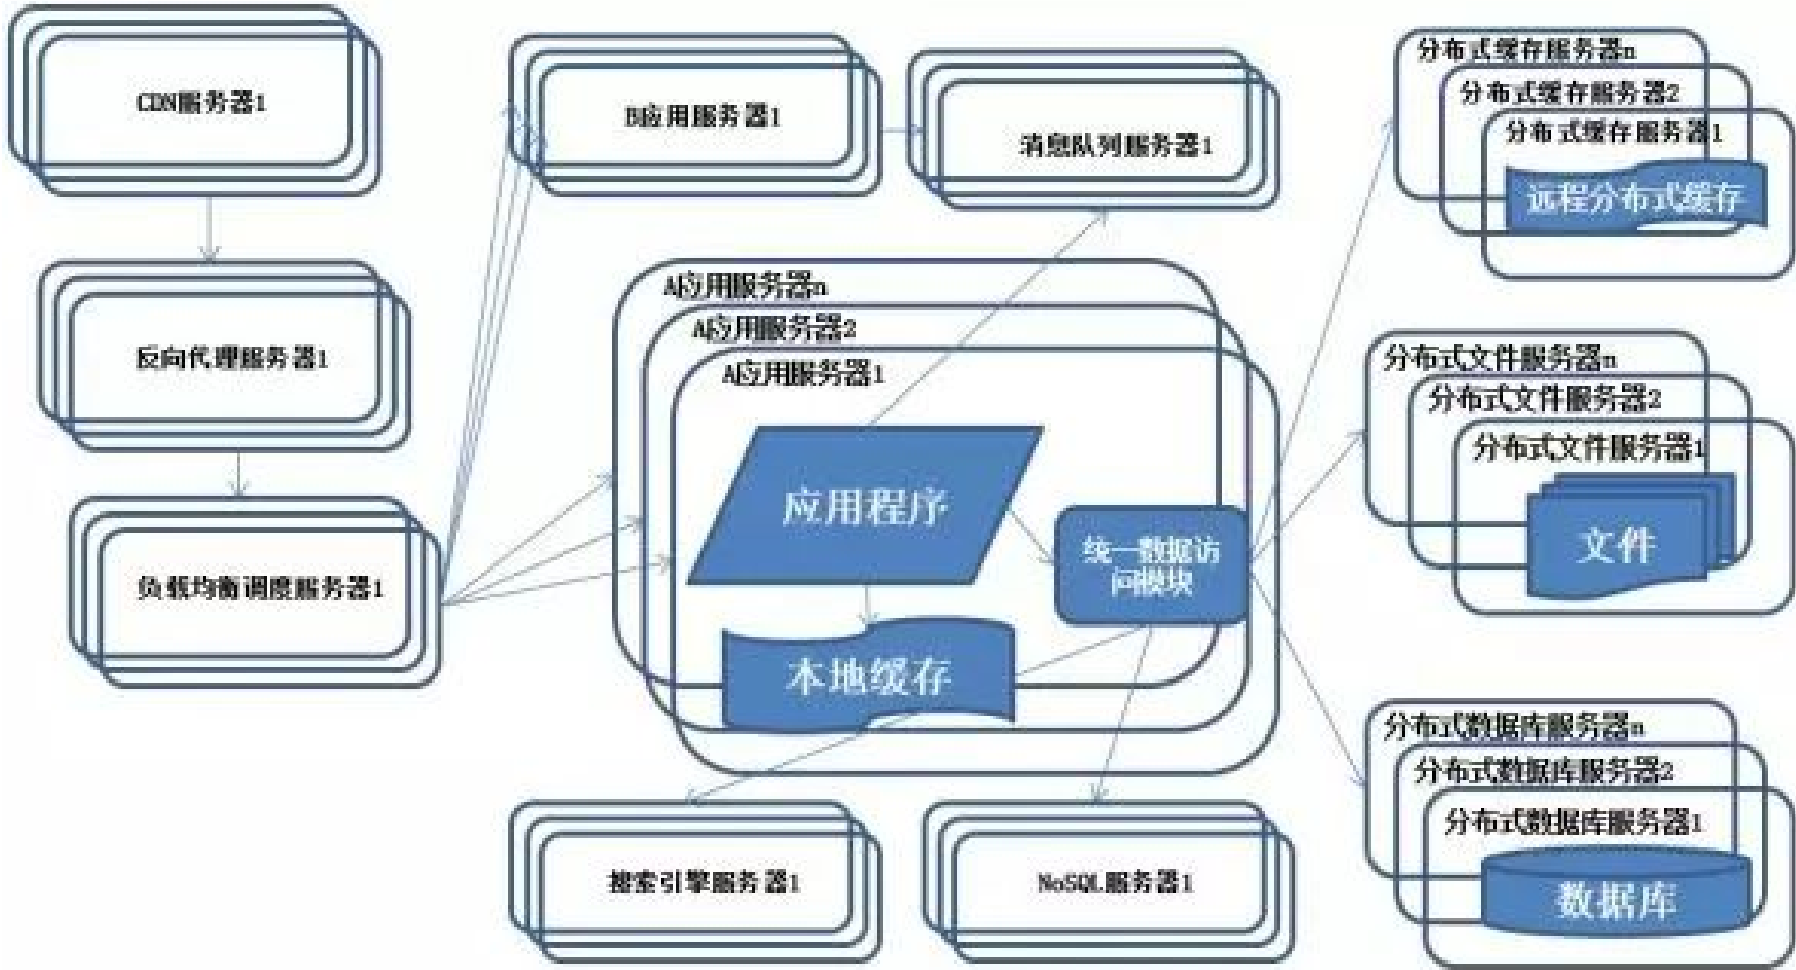 CDN服务器1
反向代理服务器1
负载均衡调度服务器1
B应用服务器1
消息队列服务器1
A应用服务器n
A应用服务器2
A应用服务器1
应用程序
统一数据访
问模块
本地缓存
搜索引擎服务器1
NoSQL服务器1
分布式缓存服务器n
分布式缓存服务器2
分布式缓存服务器1
远程分布式缓存
分布式文件服务器n
分布式文件服务器2
分布式文件服务器1
文件
分布式数据库服务器n
分布式数据库服务器2
分布式数据库服务器1
数据库